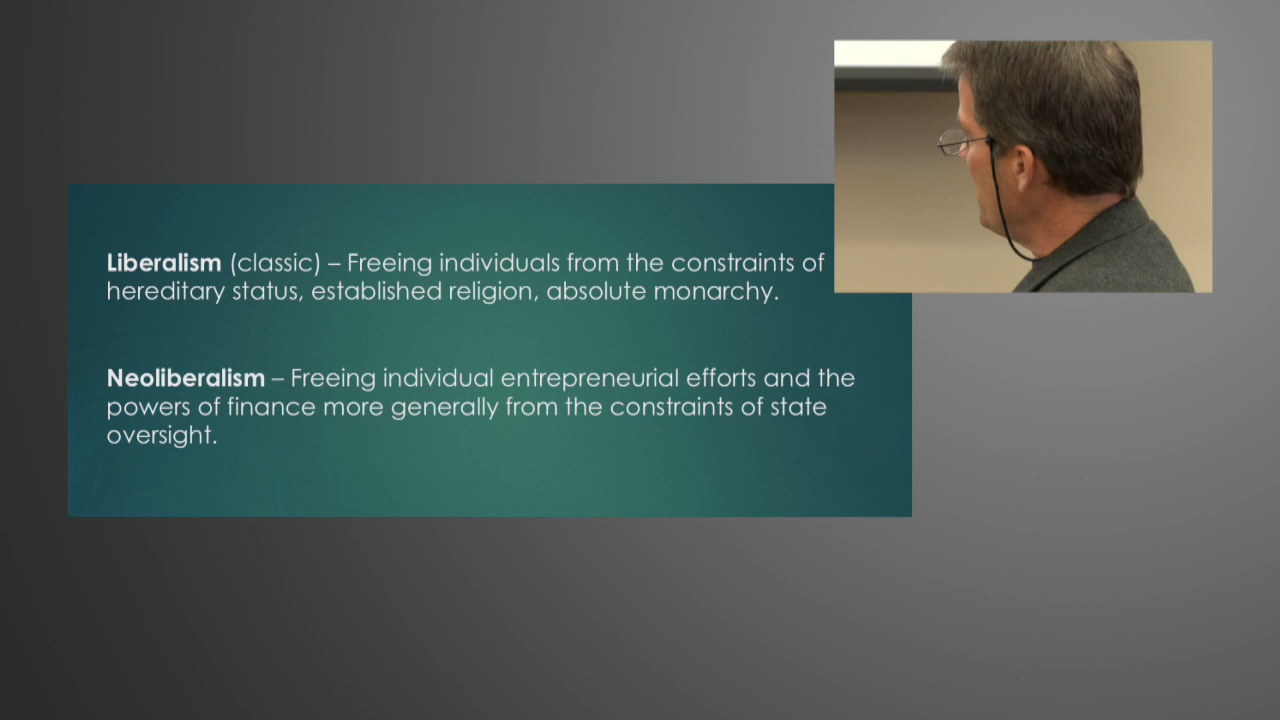 Liberalism (classic) – Freeing individuals from the constraints of
hereditary status, established religion, absolute monarchy.
Neoliberalism – Freeing individual entrepreneurial efforts and the
powers of finance more generally from the constraints of state
oversight.